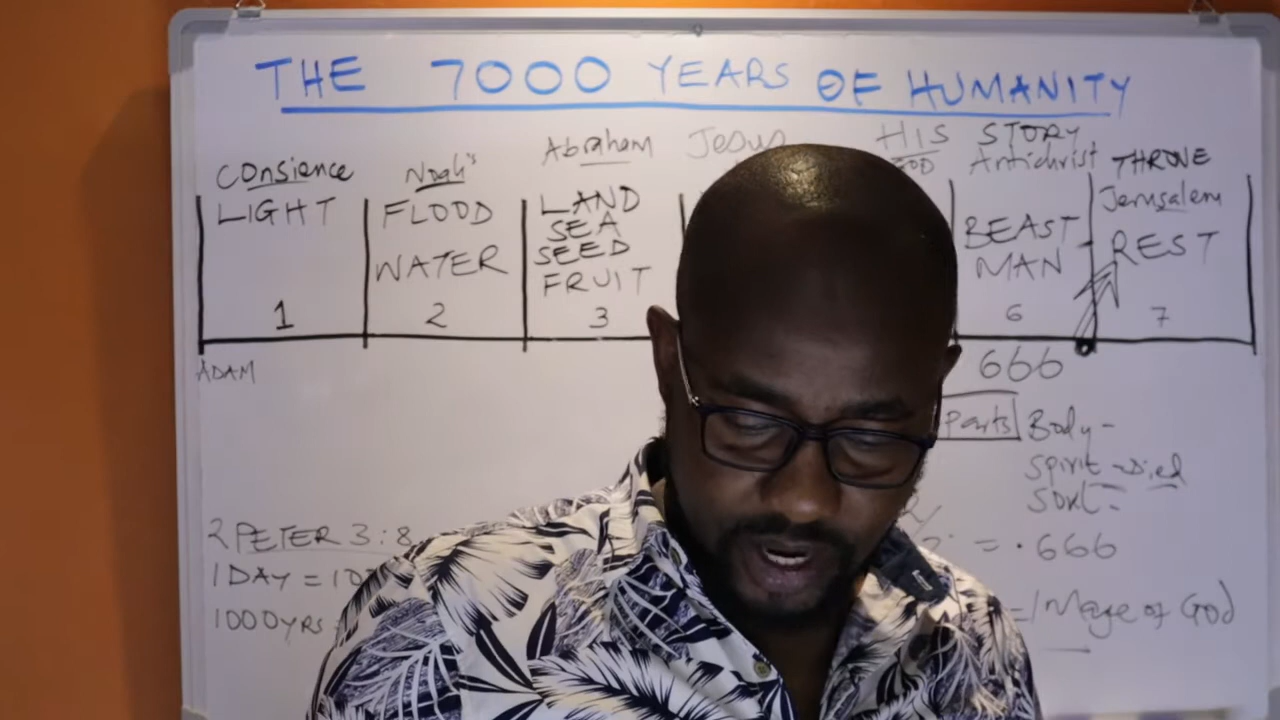 THE 7000 YEARS OF HUMANITY
HIS STORY
Consience Noah's Abraham Jesus GOD Antichrist THRONE
LIGHT FLOOD LAND Jerusalem
SEA BEAST
WATER SEED MAN REST
FRUIT
1 2 3 6 7
ADAM 666
Parts Body -
Spirit Died
Soul
2 PETER 3:8
1 DAY = = .666
1000 YRS = Image of God